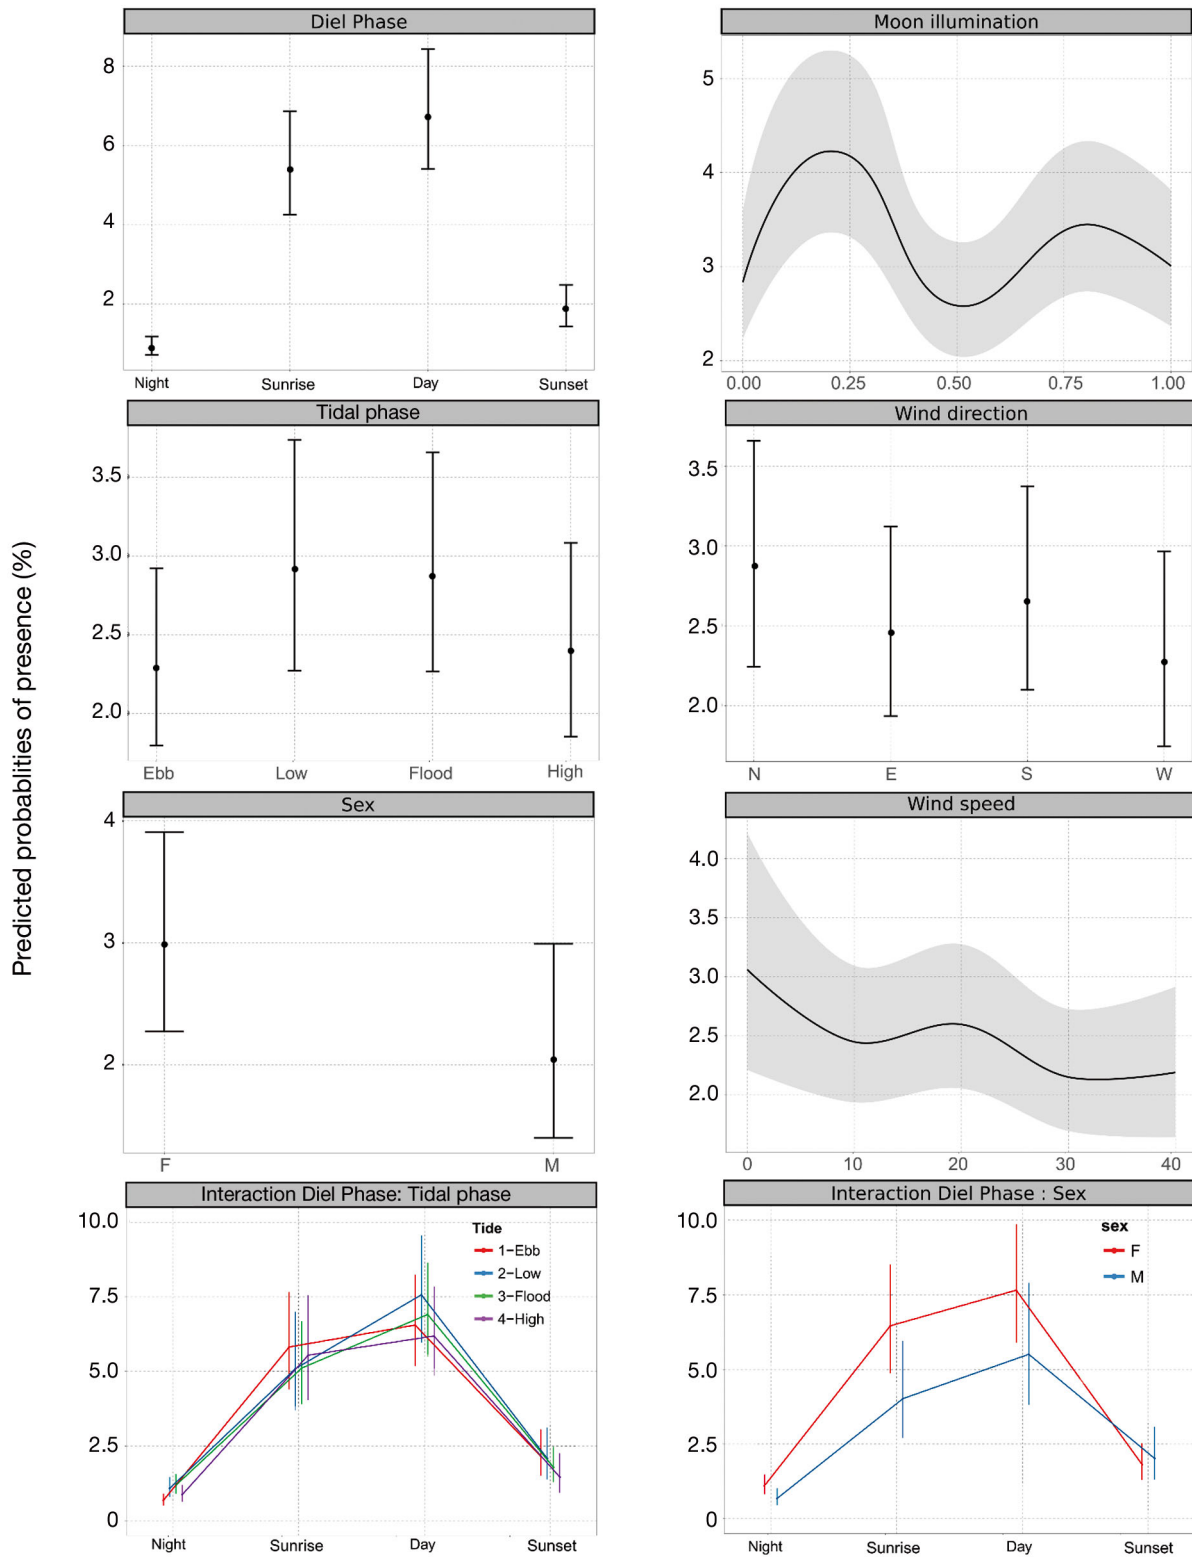 Predicted probablities of presence (%)
Diel Phase
8
6
4
2
Night Sunrise Day Sunset
Moon illumination
5
4
3
2
0.00 0.25 0.50 0.75 1.00
Tidal phase
3.5
3.0
2.5
2.0
Ebb Low Flood High
Wind direction
3.5
3.0
2.5
2.0
N E S W
Sex
4
3
2
F M
Wind speed
4.0
3.5
3.0
2.5
2.0
0 10 20 30 40
Interaction Diel Phase: Tidal phase
10.0
7.5
5.0
2.5
0
Tide
1-Ebb
2-Low
3-Flood
4-High
Night Sunrise Day Sunset
Interaction Diel Phase : Sex
10.0
7.5
5.0
2.5
0
sex
F
M
Night Sunrise Day Sunset